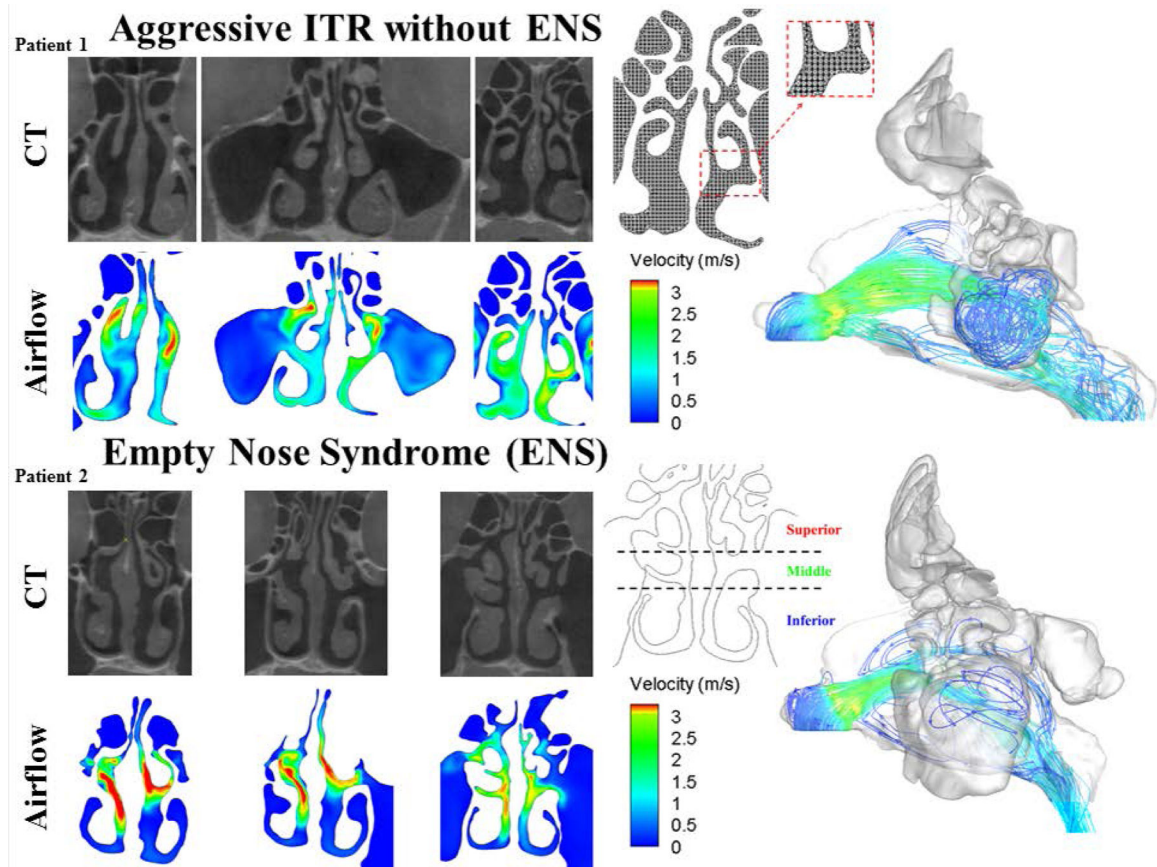 Aggressive ITR without ENS
Patient 1
CT
Airflow
Velocity (m/s)
3
2.5
2
1.5
1
0.5
0
Empty Nose Syndrome (ENS)
Patient 2
CT
Airflow
Superior
Middle
Inferior
Velocity (m/s)
3
2.5
2
1.5
1
0.5
0